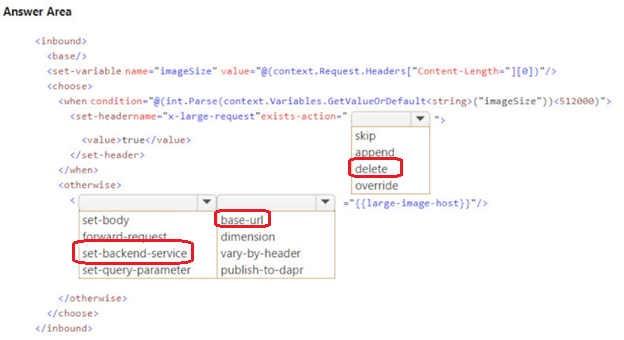 Answer Area
<inbound>
<base/>
<set-variable name="imageSize" value="@(context.Request.Headers["Content-Length="][0])"/>
<choose>
<when condition="@(int.Parse(context.Variables.GetValueOrDefault<string>("imageSize"))<512000)">
<set-headername="x-large-request"exists-action=" ">
skip
<value>true</value>
append
</set-header>
delete
</when>
override
<otherwise>
< ="{{large-image-host}}"/>
set-body base-url
forward-request dimension
set-backend-service vary-by-header
set-query-parameter publish-to-dapr
</otherwise>
</choose>
</inbound>